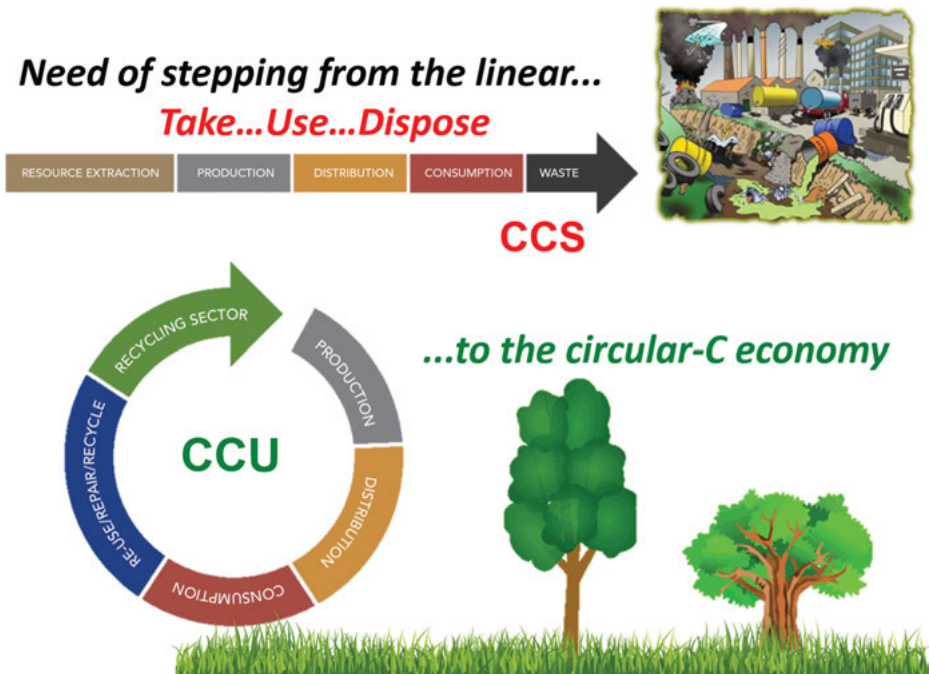 Need of stepping from the linear...
Take...Use...Dispose
RESOURCE EXTRACTION
PRODUCTION
DISTRIBUTION
CONSUMPTION
WASTE
CCS
...to the circular-C economy
RECYCLING SECTOR
PRODUCTION
DISTRIBUTION
CONSUMPTION
RE-USE/REPAIR/RECYCLE
CCU